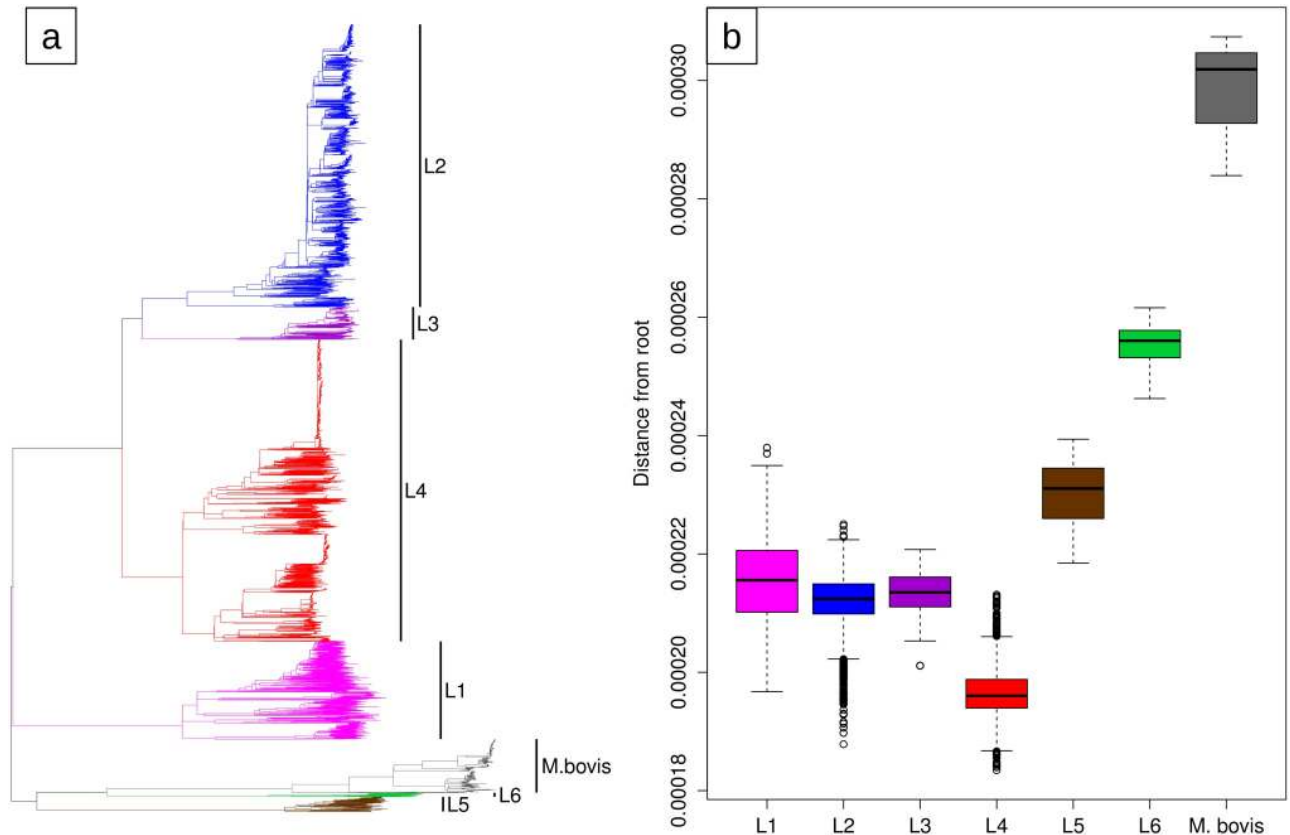 a
L2
L3
L4
L1
M.bovis
L5
L6
b
Distance from root
0.00030
0.00028
0.00026
0.00024
0.00022
0.00020
0.00018
L1 L2 L3 L4 L5 L6 M. bovis